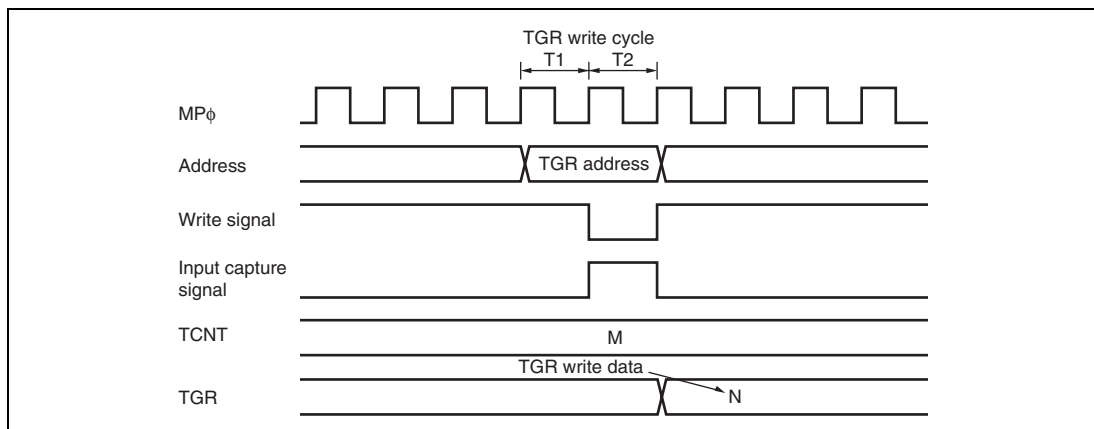 TGR write cycle
T1 T2
MPϕ
Address
TGR address
Write signal
Input capture
signal
TCNT
M
TGR write data
TGR
N